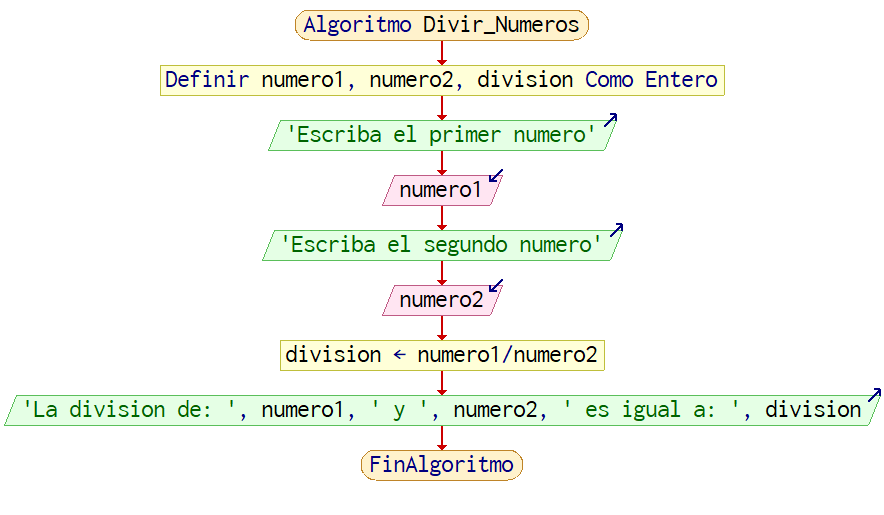 Algoritmo Divir_Numeros
Definir numero1, numero2, division Como Entero
'Escriba el primer numero'
numero1
'Escriba el segundo numero'
numero2
division ← numero1/numero2
'La division de: ', numero1, ' y ', numero2, ' es igual a: ', division
FinAlgoritmo